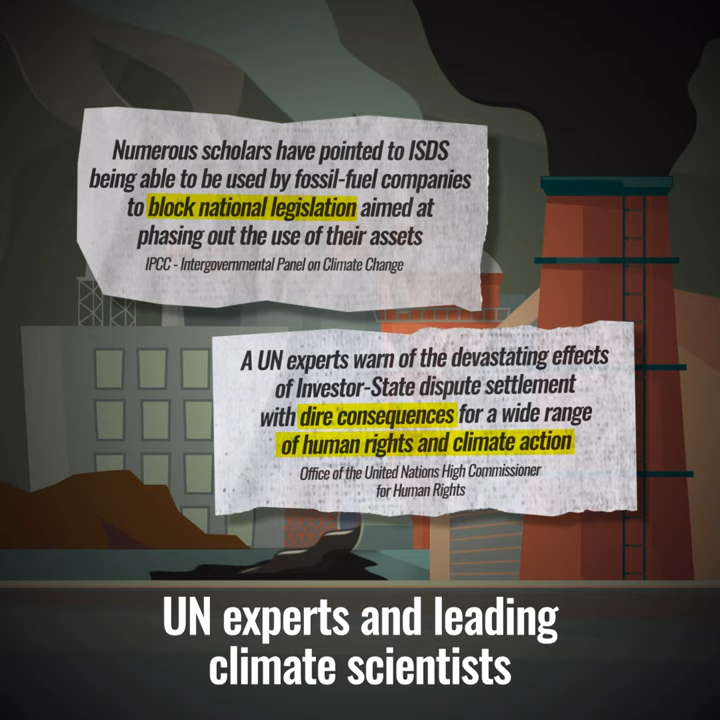 Numerous scholars have pointed to ISDS
being able to be used by fossil-fuel companies
to block national legislation aimed at
phasing out the use of their assets
IPCC - Intergovernmental Panel on Climate Change
A UN experts warn of the devastating effects
of Investor-State dispute settlement
with dire consequences for a wide range
of human rights and climate action
Office of the United Nations High Commissioner
for Human Rights
UN experts and leading
climate scientists